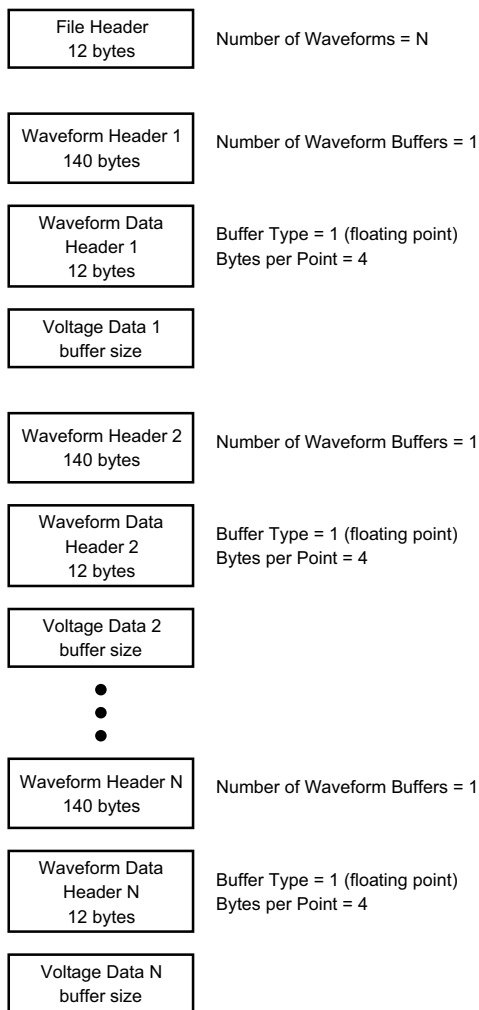 File Header
12 bytes
Number of Waveforms = N
Waveform Header 1
140 bytes
Number of Waveform Buffers = 1
Waveform Data
Header 1
12 bytes
Buffer Type = 1 (floating point)
Bytes per Point = 4
Voltage Data 1
buffer size
Waveform Header 2
140 bytes
Number of Waveform Buffers = 1
Waveform Data
Header 2
12 bytes
Buffer Type = 1 (floating point)
Bytes per Point = 4
Voltage Data 2
buffer size
Waveform Header N
140 bytes
Number of Waveform Buffers = 1
Waveform Data
Header N
12 bytes
Buffer Type = 1 (floating point)
Bytes per Point = 4
Voltage Data N
buffer size